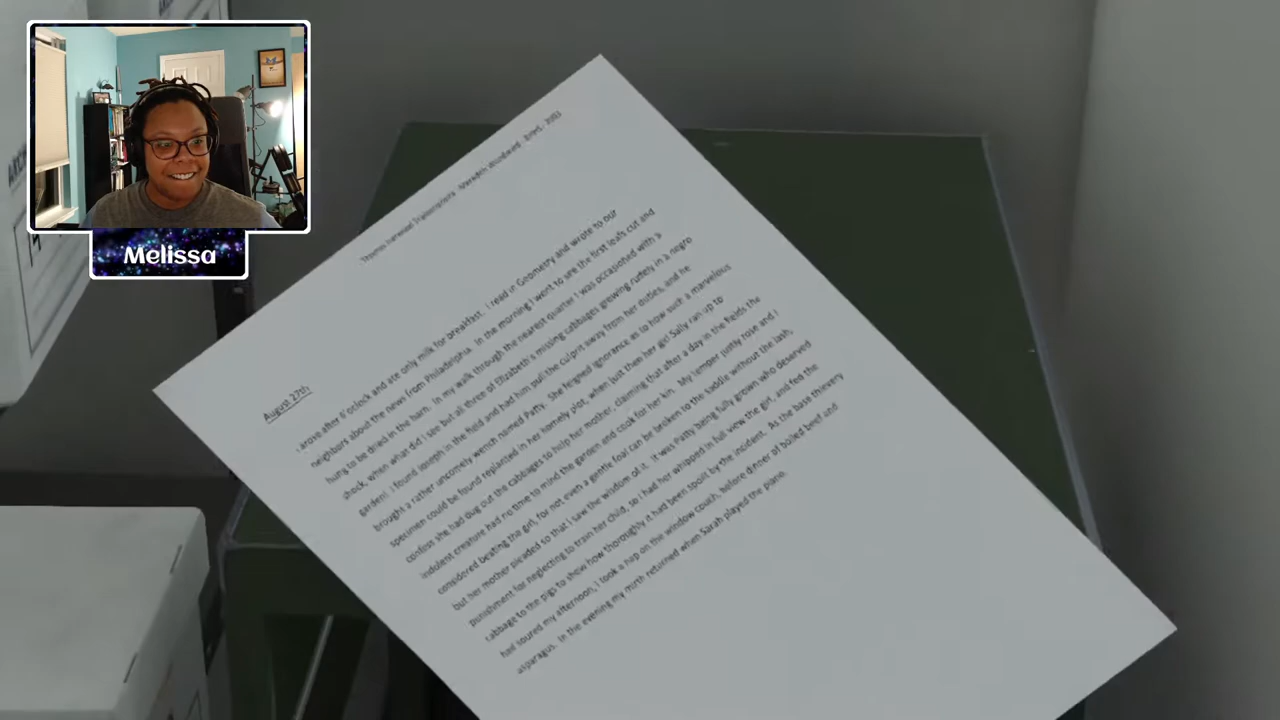 Thomas Transcriptions - Meredith Woodward - 2003
August 27th
I arose after 6 o'clock and ate only milk for breakfast. I read in Geometry and wrote to our
neighbors about the news from Philadelphia. In the morning I went to see the first leafs cut and
hung to be dried in the barn. In my walk through the nearest quarter I was occasioned with a
shock, when what did I see but all three of Elizabeth's missing cabbages growing rudely in a negro
garden! I found Joseph in the field and had him pull the culprit away from her duties, and he
brought a rather uncomely wench named Patty. She feigned ignorance as to how such a marvelous
specimen could be found replanted in her homely plot, when just then her girl Sally ran up to
confess she had dug out the cabbages to help her mother, claiming that after a day in the fields the
indolent creature had no time to mind the garden and cook for her kin. My temper justly rose and I
considered beating the girl, for not even a gentle foal can be broken to the saddle without the lash,
but her mother pleaded so that I saw the wisdom of it. It was Patty being fully grown who deserved
punishment for neglecting to train her child, so I had her whipped in full view the girl, and fed the
cabbage to the pigs to show how thoroughly it had been spoilt by the incident. As the base thievery
had soured my afternoon, I took a nap on the window couch, before dinner of boiled beef and
asparagus. In the evening my mirth returned when Sarah played the piano.
Melissa